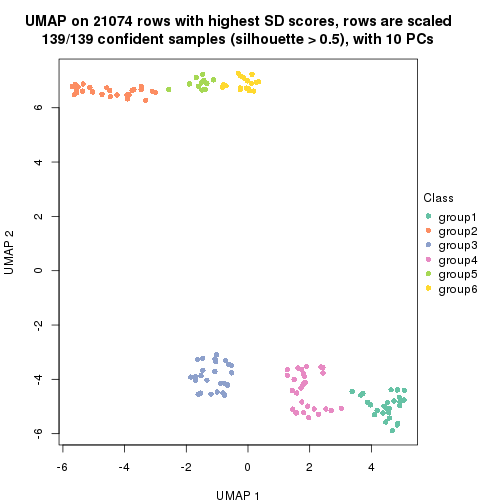 UMAP on 21074 rows with highest SD scores, rows are scaled
139/139 confident samples (silhouette > 0.5), with 10 PCs
6
4
2
0
-2
-4
-6
UMAP 2
-6
-4
-2
0
2
4
UMAP 1
Class
group1
group2
group3
group4
group5
group6